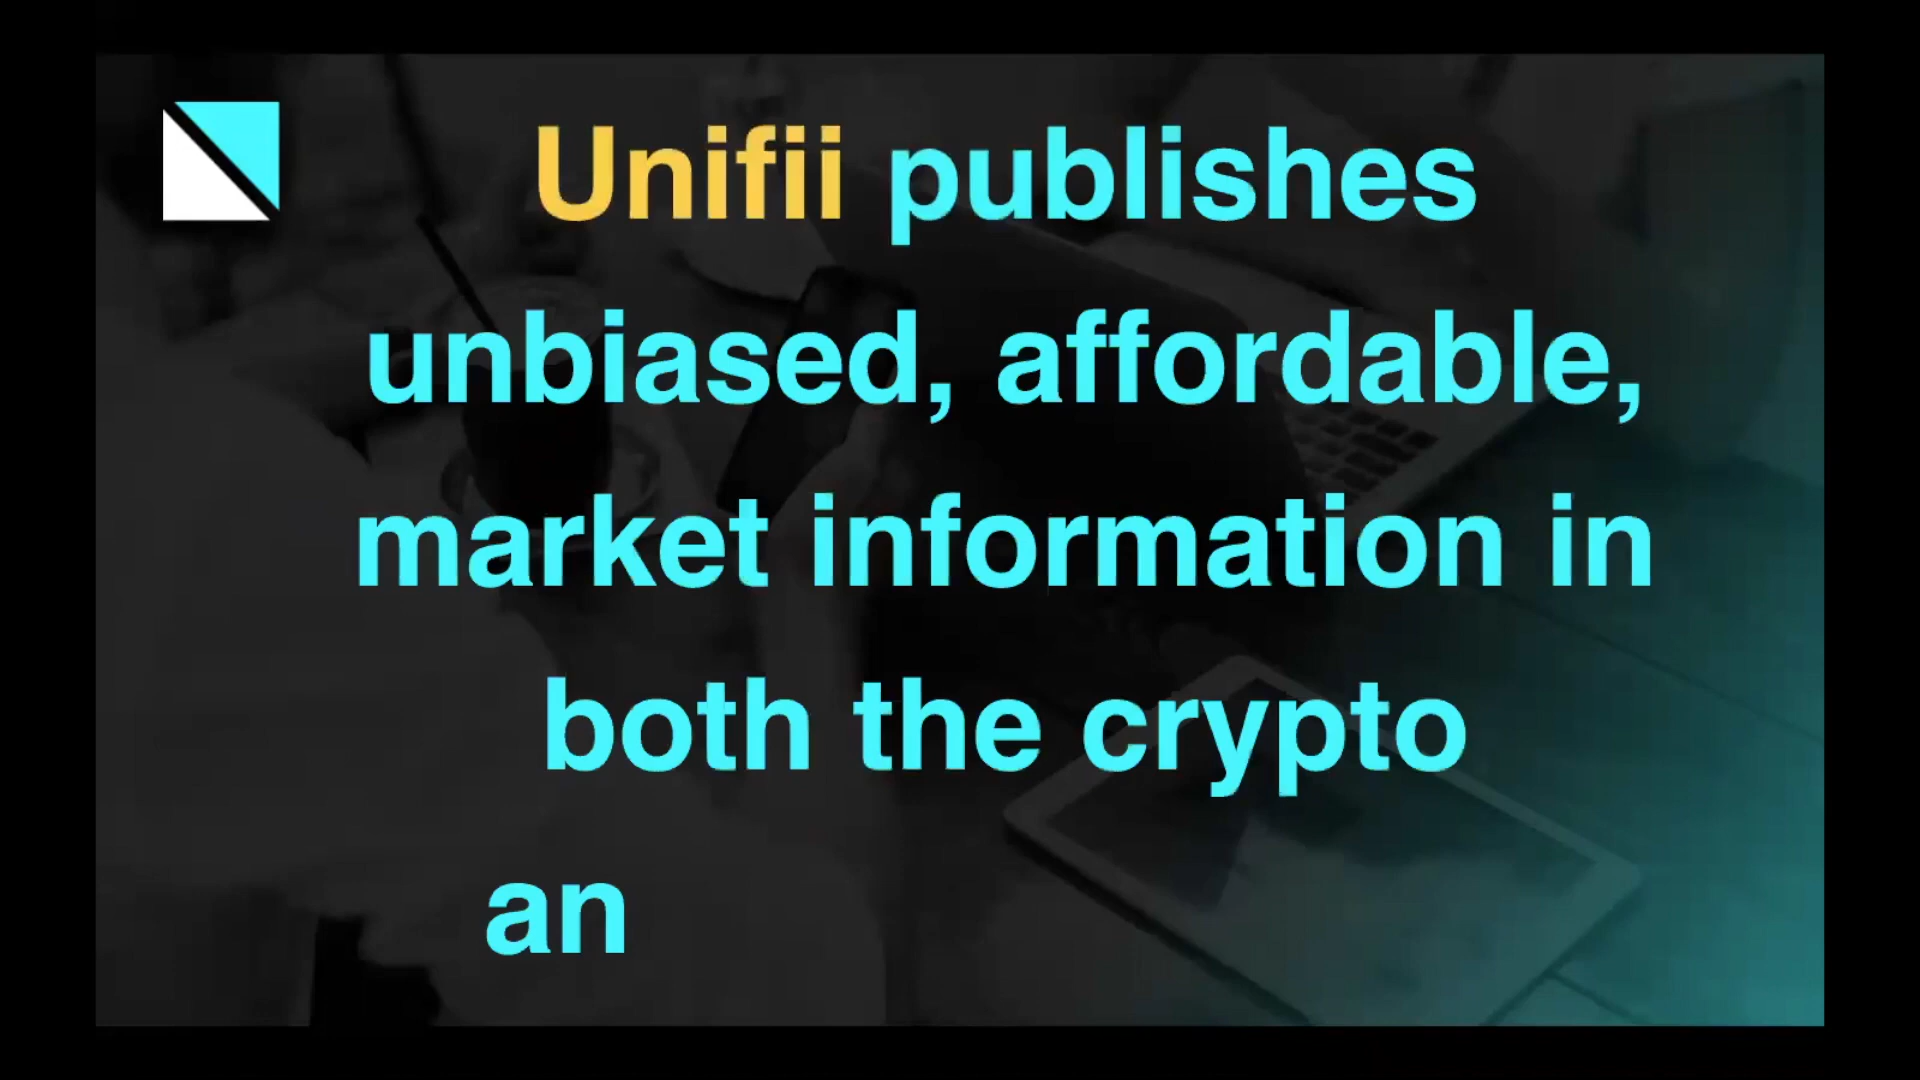 Unifii publishes
unbiased, affordable,
market information in
both the crypto
an